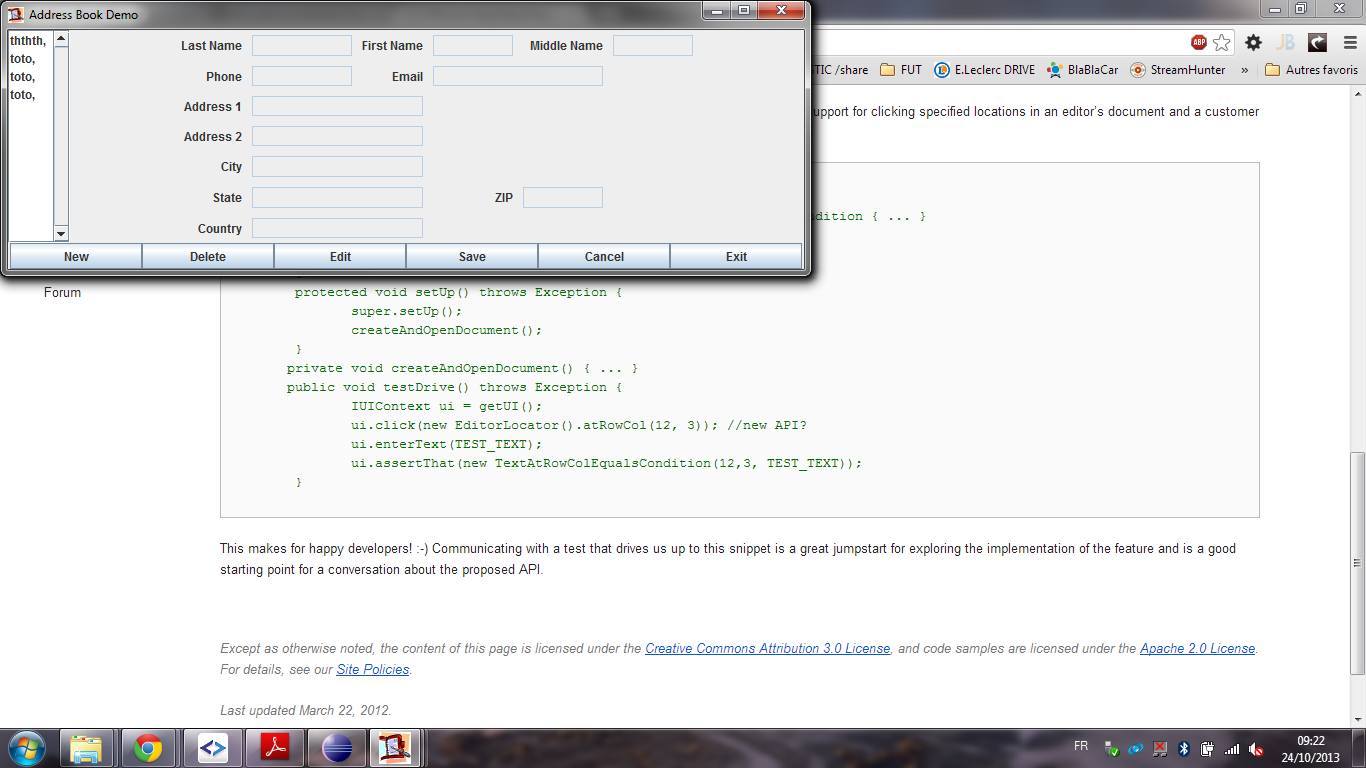 Address Book Demo
ththth,
toto,
toto,
toto,
Last Name First Name Middle Name
Phone Email
Address 1
Address 2
City
State ZIP
Country
New Delete Edit Save Cancel Exit
ABP JB
/share FUT E.Leclerc DRIVE BlaBlaCar StreamHunter » Autres favoris
for clicking specified locations in an editor's document and a customer
{ ... }
Forum
protected void setUp() throws Exception {
super.setUp();
createAndOpenDocument();
}
private void createAndOpenDocument() { ... }
public void testDrive() throws Exception {
IUIContext ui = getUI();
ui.click(new EditorLocator().atRowCol(12, 3)); //new API?
ui.enterText(TEST_TEXT);
ui.assertThat(new TextAtRowColEqualsCondition(12,3, TEST_TEXT));
}
This makes for happy developers! :-) Communicating with a test that drives us up to this snippet is a great jumpstart for exploring the implementation of the feature and is a good
starting point for a conversation about the proposed API.
Except as otherwise noted, the content of this page is licensed under the Creative Commons Attribution 3.0 License, and code samples are licensed under the Apache 2.0 License.
For details, see our Site Policies.
Last updated March 22, 2012.
FR
09:22
24/10/2013